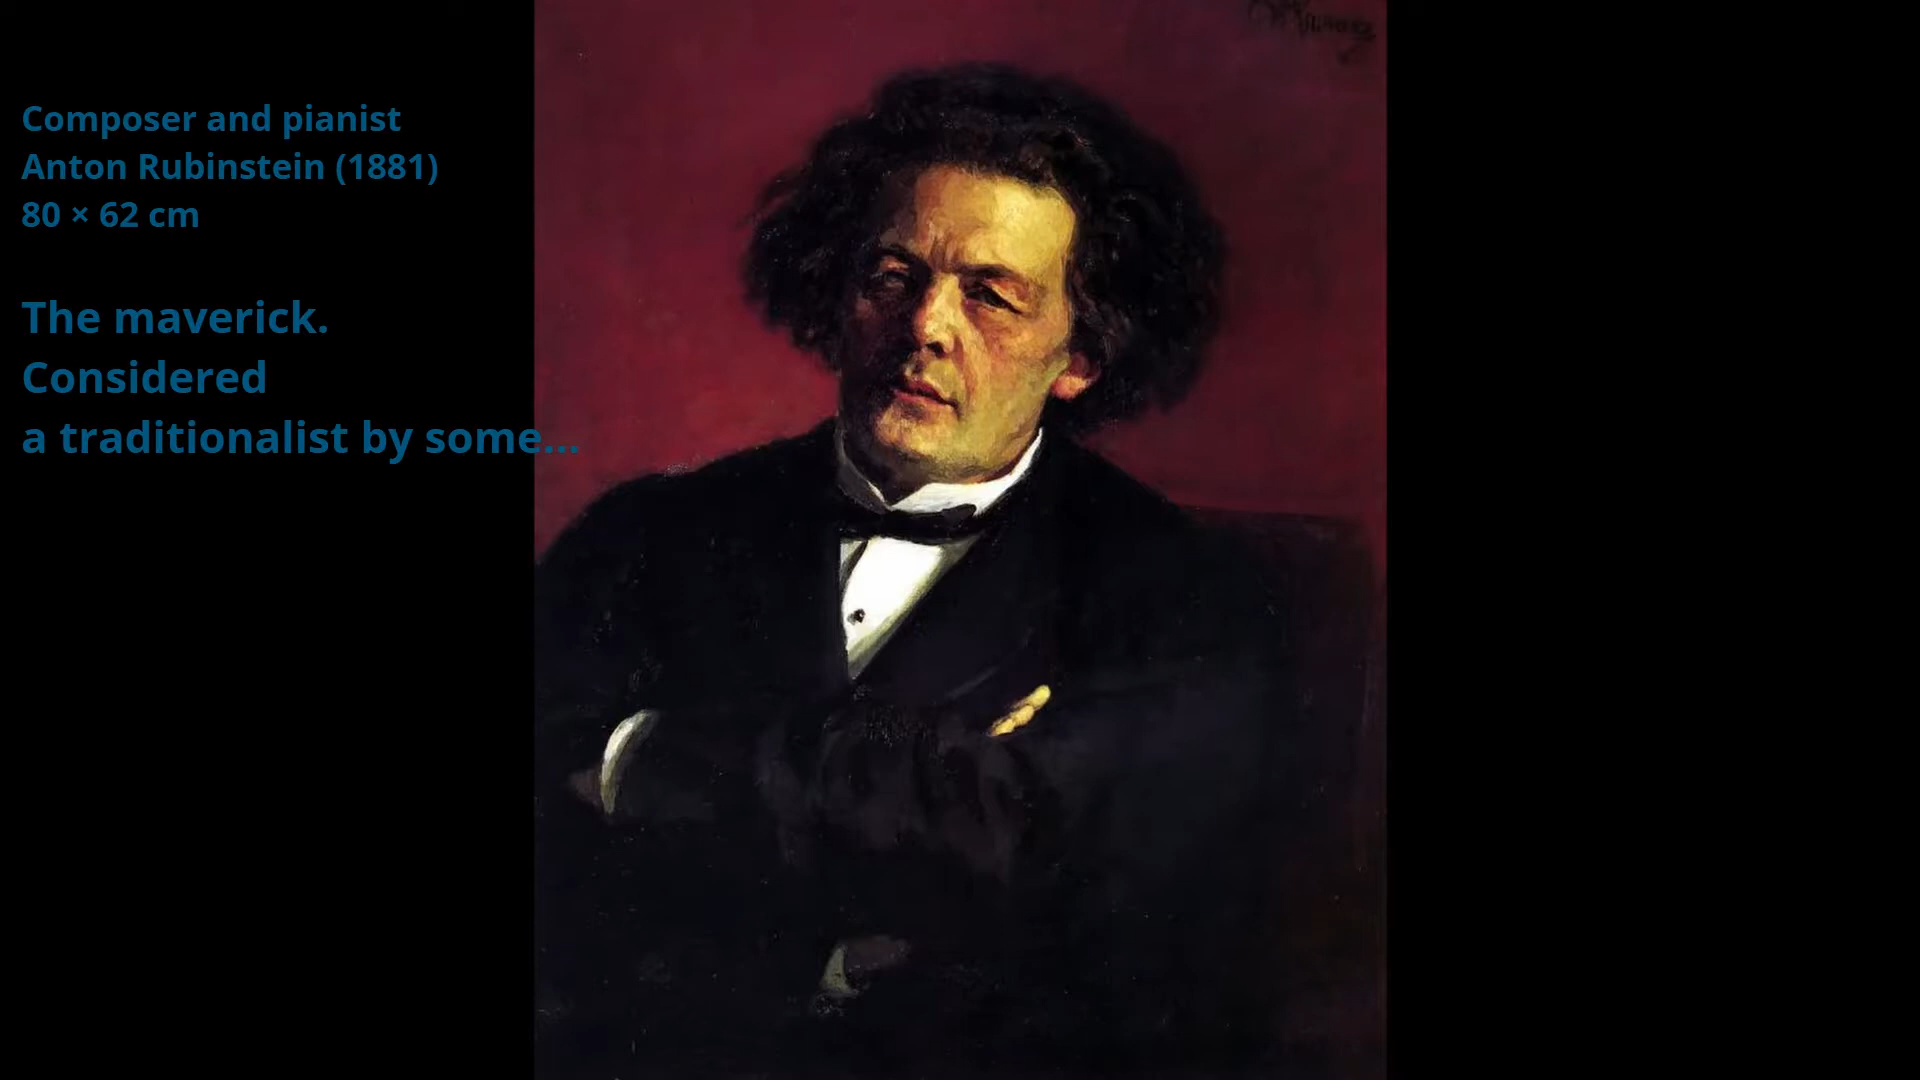 Composer and pianist
Anton Rubinstein (1881)
80 × 62 cm
The maverick.
Considered
a traditionalist by some...